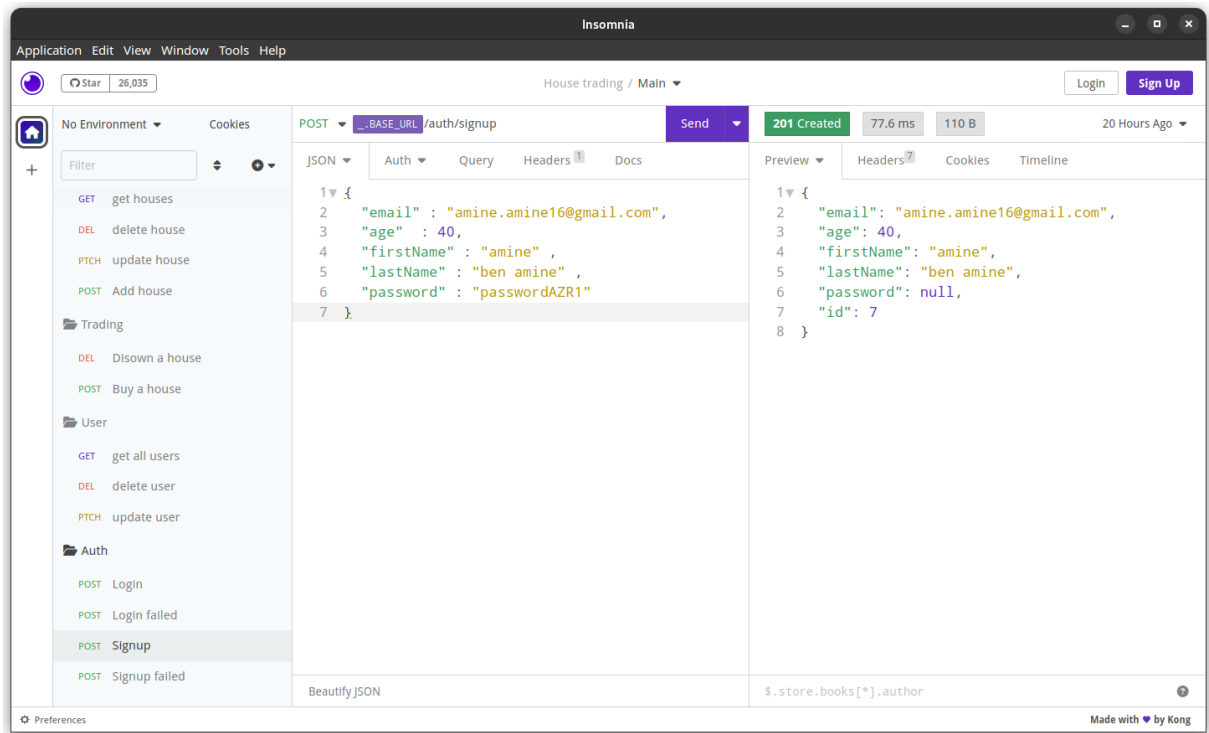 Insomnia
Application Edit View Window Tools Help
Star 26,035
House trading / Main
Login
Sign Up
No Environment
Cookies
Filter
GET get houses
DEL delete house
PTCH update house
POST Add house
Trading
DEL Disown a house
POST Buy a house
User
GET get all users
DEL delete user
PTCH update user
Auth
POST Login
POST Login failed
POST Signup
POST Signup failed
POST _.BASE_URL /auth/signup
Send
JSON Auth Query Headers 1 Docs
1 {
2 "email" : "amine.amine16@gmail.com",
3 "age"  : 40,
4 "firstName" : "amine" ,
5 "lastName" : "ben amine" ,
6 "password" : "passwordAZR1"
7 }
Beautify JSON
201 Created 77.6 ms 110 B 20 Hours Ago
Preview Headers 7 Cookies Timeline
1 {
2 "email": "amine.amine16@gmail.com",
3 "age": 40,
4 "firstName": "amine",
5 "lastName": "ben amine",
6 "password": null,
7 "id": 7
8 }
$.store.books[*].author
Preferences
Made with ♥ by Kong